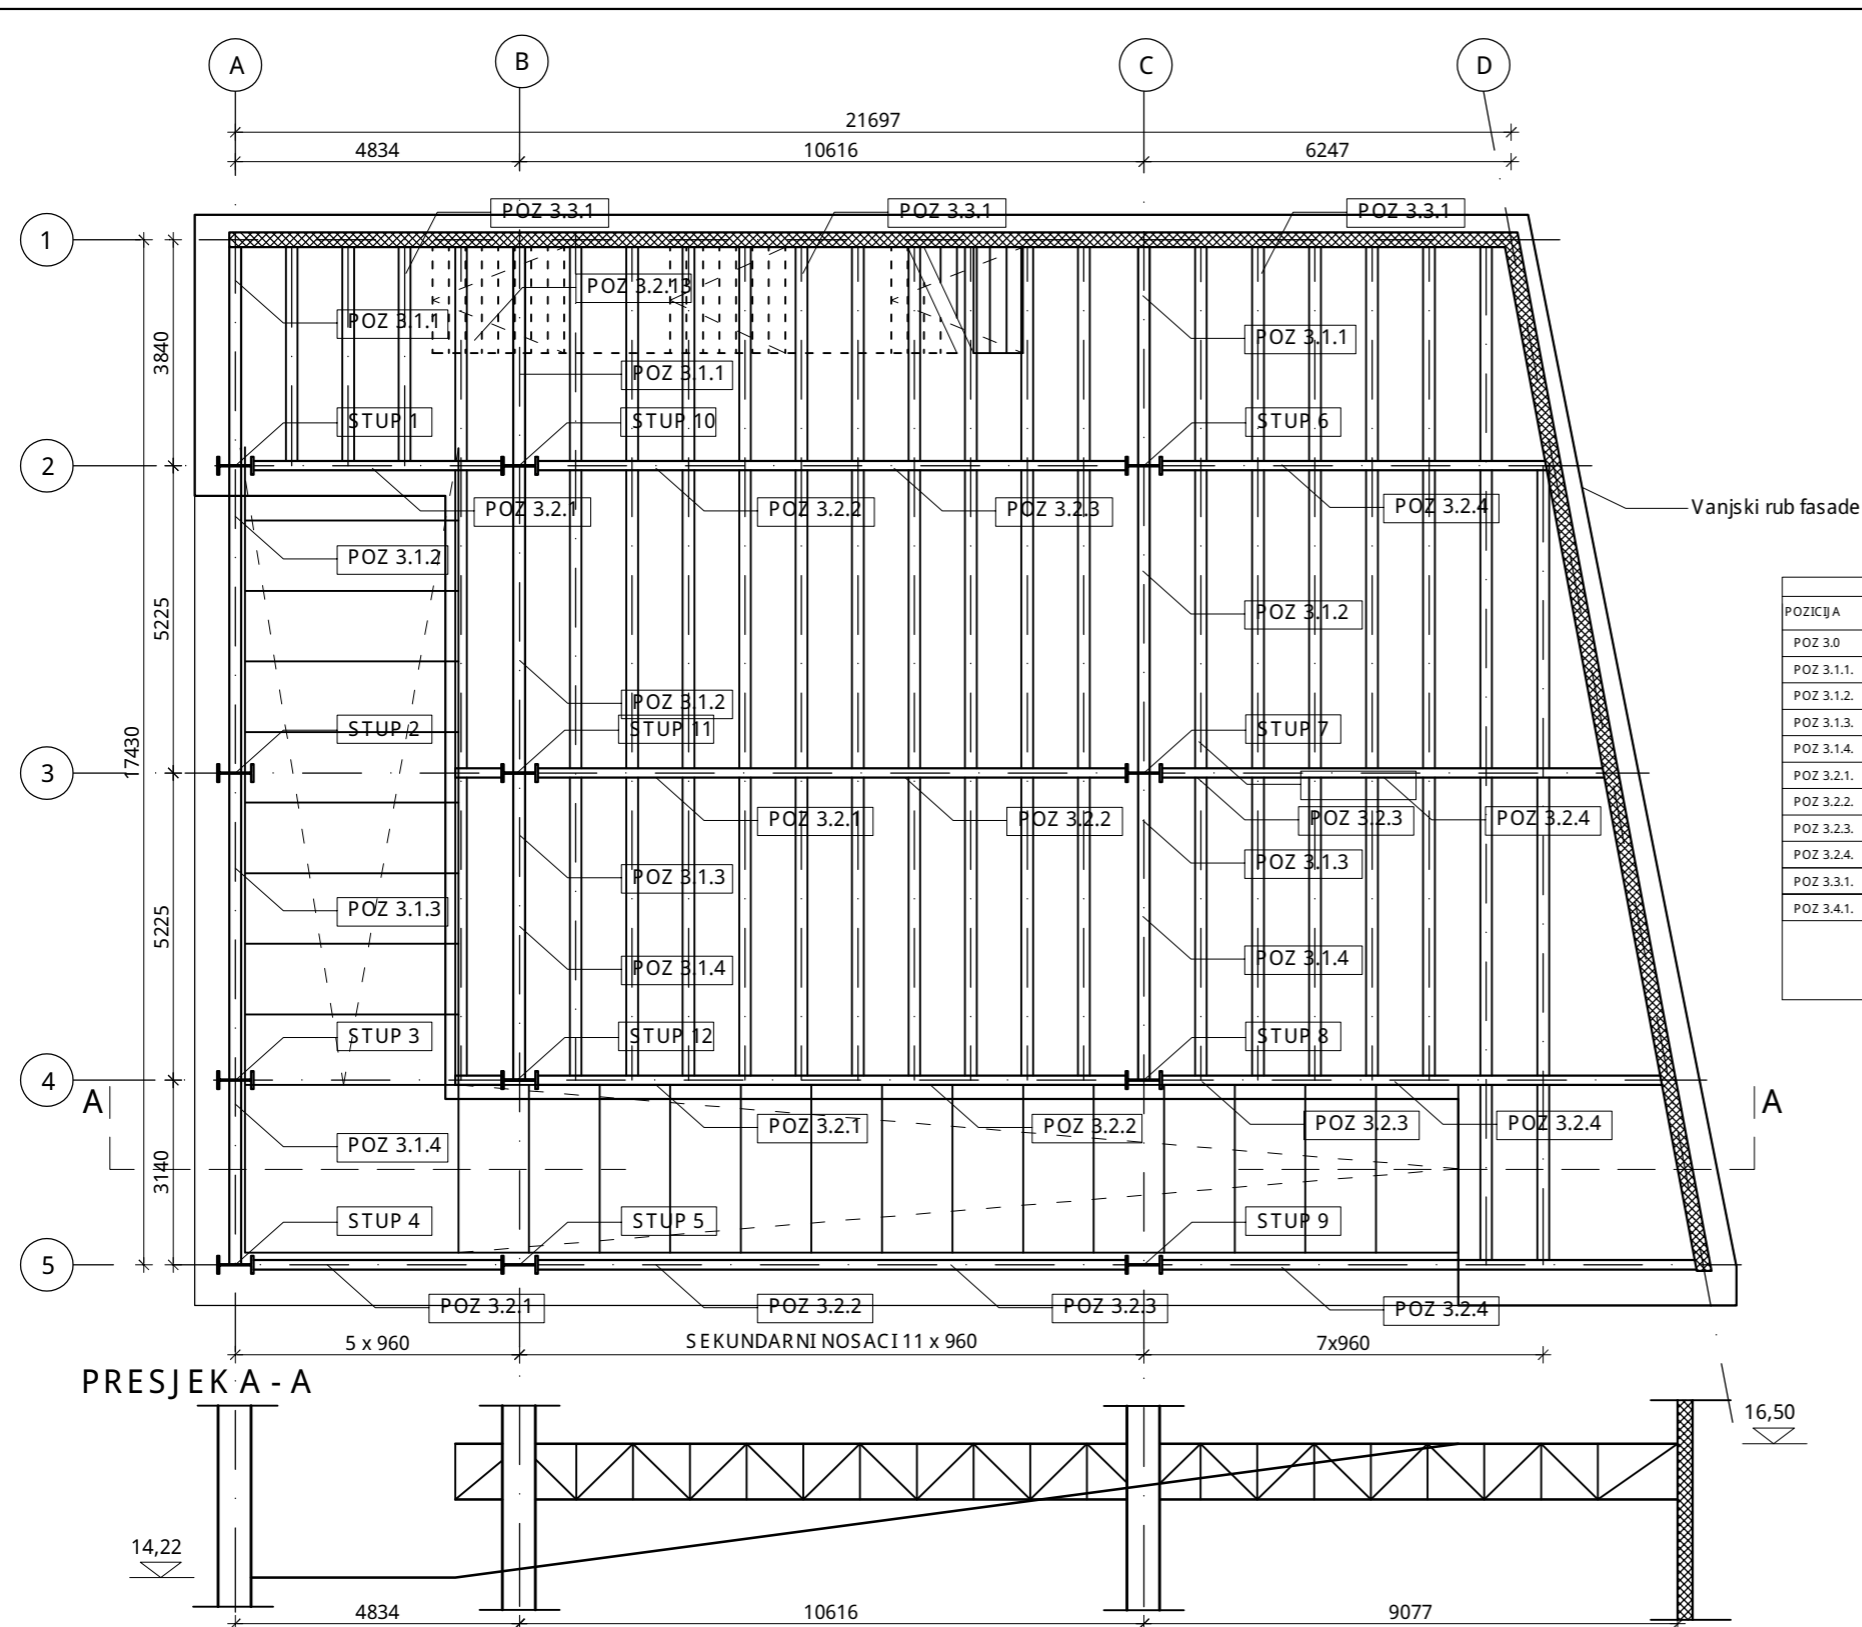 A
B
C
D
21697
4834
10616
6247
POZ 3.3.1
POZ 3.3.1
POZ 3.3.1
1
POZ 3.2.13
POZ 3.1.1
POZ 3.1.1
3840
POZ 3.1.1
STUP 1
STUP 10
STUP 6
2
POZ 3.2.1
POZ 3.2.2
POZ 3.2.3
POZ 3.2.4
Vanjski rub fasade
POZ 3.1.2
5225
POZ 3.1.2
POZICIJA
POZ 3.0
POZ 3.1.1.
POZ 3.1.2.
POZ 3.1.3.
POZ 3.1.4.
POZ 3.2.1.
POZ 3.2.2.
POZ 3.2.3.
POZ 3.2.4.
POZ 3.3.1.
POZ 3.4.1.
POZ 3.1.2
STUP 2
STUP 11
STUP 7
17430
3
POZ 3.2.1
POZ 3.2.2
POZ 3.2.3
POZ 3.2.4
POZ 3.1.3
POZ 3.1.3
POZ 3.1.3
5225
POZ 3.1.4
POZ 3.1.4
STUP 3
STUP 12
STUP 8
4
A
A
POZ 3.2.1
POZ 3.2.2
POZ 3.2.3
POZ 3.2.4
POZ 3.1.4
3140
STUP 4
STUP 5
STUP 9
5
POZ 3.2.1
POZ 3.2.2
POZ 3.2.3
POZ 3.2.4
5 x 960
SEKUNDARNI NOSACI 11 x 960
7x960
PRESJEK A - A
16,50
14,22
4834
10616
9077